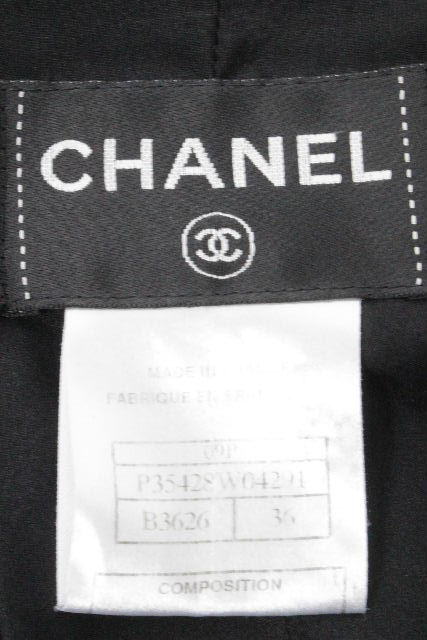 CHANEL
MADE IN
FABRIQUE EN
09P
P35428W04291
B3626 36
COMPOSITION